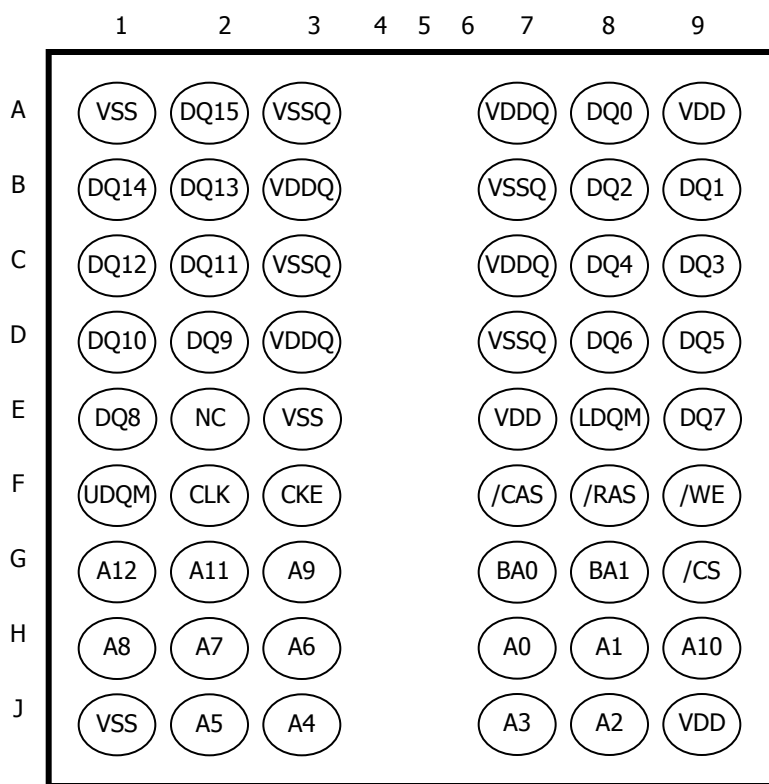 1 2 3 4 5 6 7 8 9
A VSS DQ15 VSSQ VDDQ DQ0 VDD
B DQ14 DQ13 VDDQ VSSQ DQ2 DQ1
C DQ12 DQ11 VSSQ VDDQ DQ4 DQ3
D DQ10 DQ9 VDDQ VSSQ DQ6 DQ5
E DQ8 NC VSS VDD LDQM DQ7
F UDQM CLK CKE /CAS /RAS /WE
G A12 A11 A9 BA0 BA1 /CS
H A8 A7 A6 A0 A1 A10
J VSS A5 A4 A3 A2 VDD